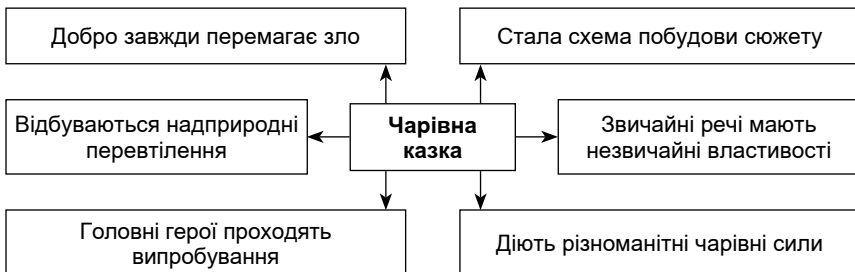 Добро завжди перемагає зло
Стала схема побудови сюжету
Відбуваються надприродні
перевтілення
Чарівна
казка
Звичайні речі мають
незвичайні властивості
Головні герої проходять
випробування
Діють різноманітні чарівні сили